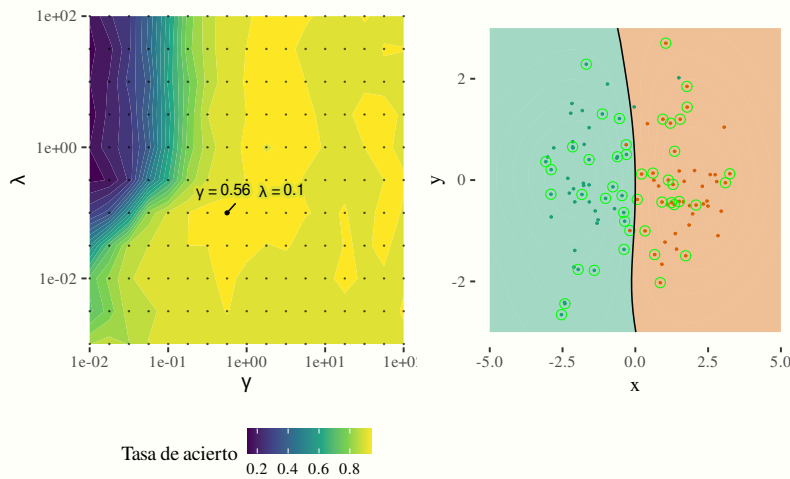 1e+02
1e+00
1e-02
λ
γ = 0.56 λ = 0.1
1e-02 1e-01 1e+00 1e+01 1e+0
γ
Tasa de acierto
0.2 0.4 0.6 0.8
2
0
-2
y
-5.0 -2.5 0.0 2.5 5.0
x